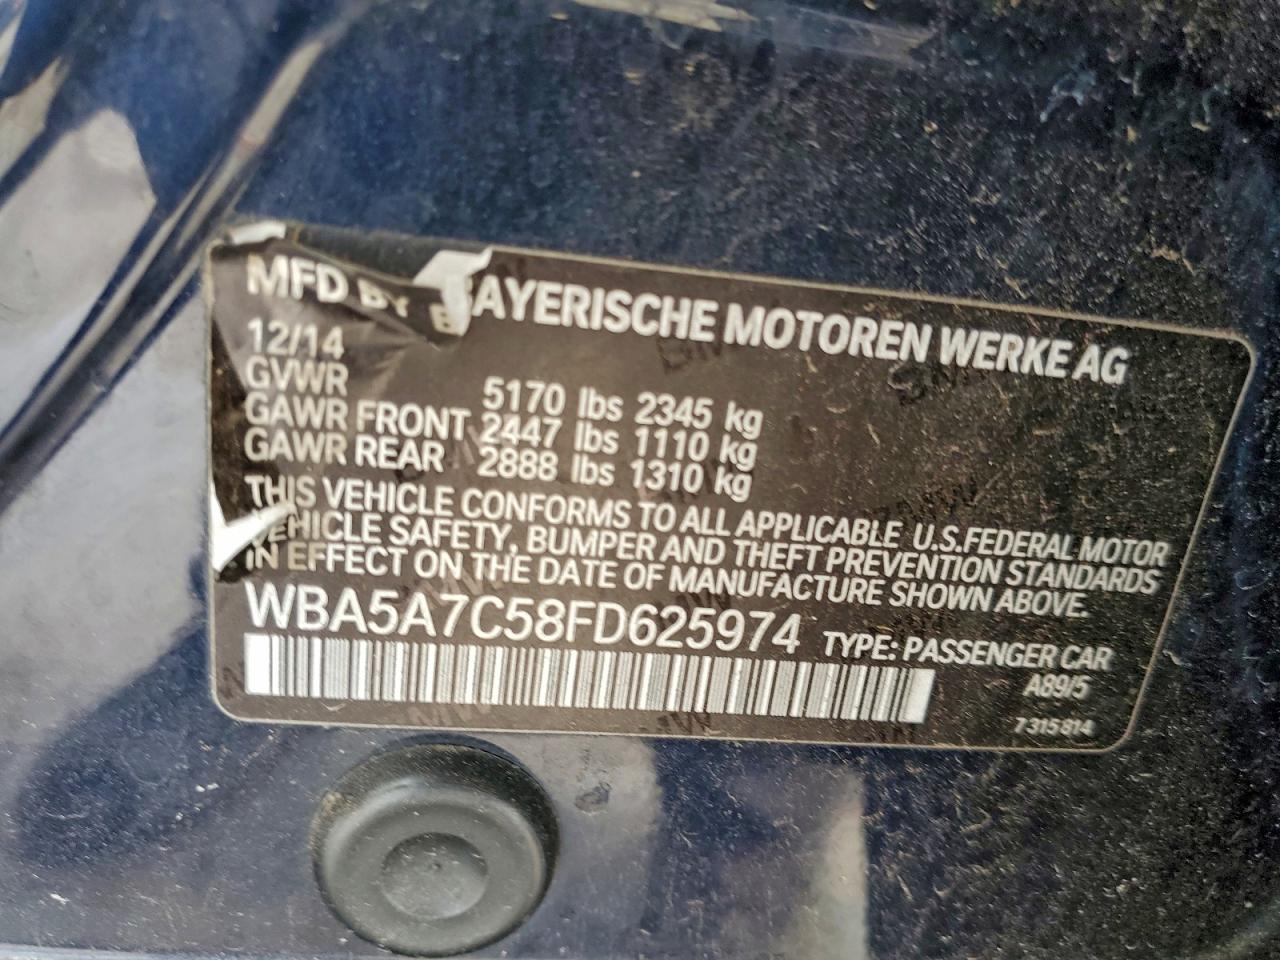 MFD BY BAYERISCHE MOTOREN WERKE AG
12/14
GVWR 5170 lbs 2345 kg
GAWR FRONT 2447 lbs 1110 kg
GAWR REAR 2888 lbs 1310 kg
THIS VEHICLE CONFORMS TO ALL APPLICABLE U.S.FEDERAL MOTOR
VEHICLE SAFETY, BUMPER AND THEFT PREVENTION STANDARDS
IN EFFECT ON THE DATE OF MANUFACTURE SHOWN ABOVE.
WBA5A7C58FD625974 TYPE: PASSENGER CAR
A89/5
7 315 814